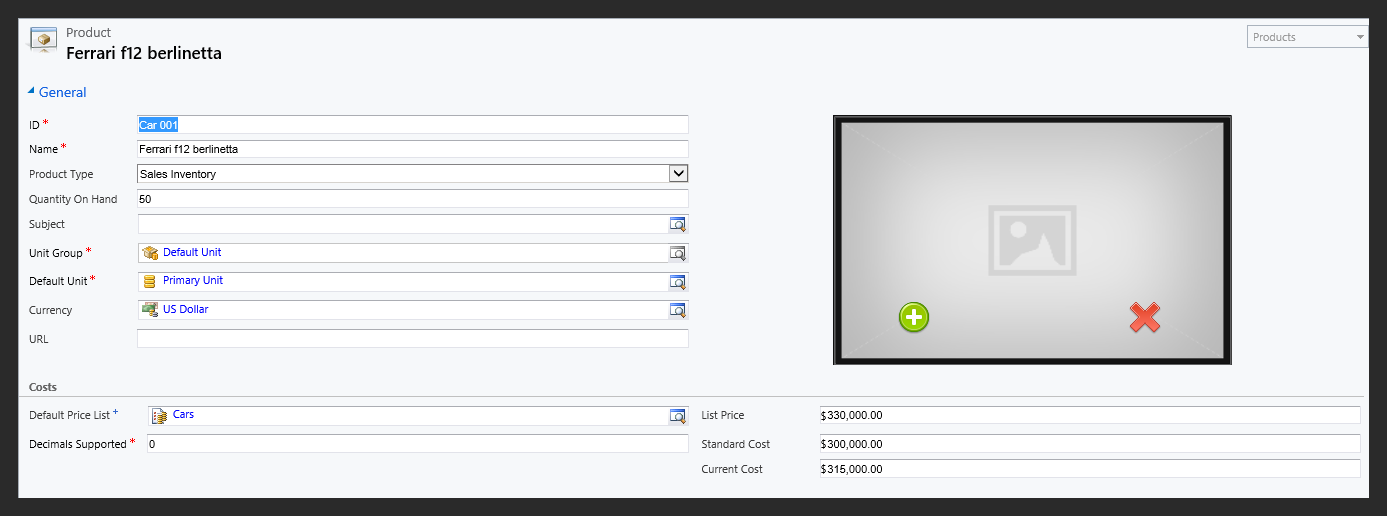 Product
Ferrari f12 berlinetta
Products
General
ID * Car 001
Name * Ferrari f12 berlinetta
Product Type Sales Inventory
Quantity On Hand 50
Subject
Unit Group * Default Unit
Default Unit * Primary Unit
Currency US Dollar
URL
Costs
Default Price List * Cars
List Price $330,000.00
Decimals Supported * 0
Standard Cost $300,000.00
Current Cost $315,000.00